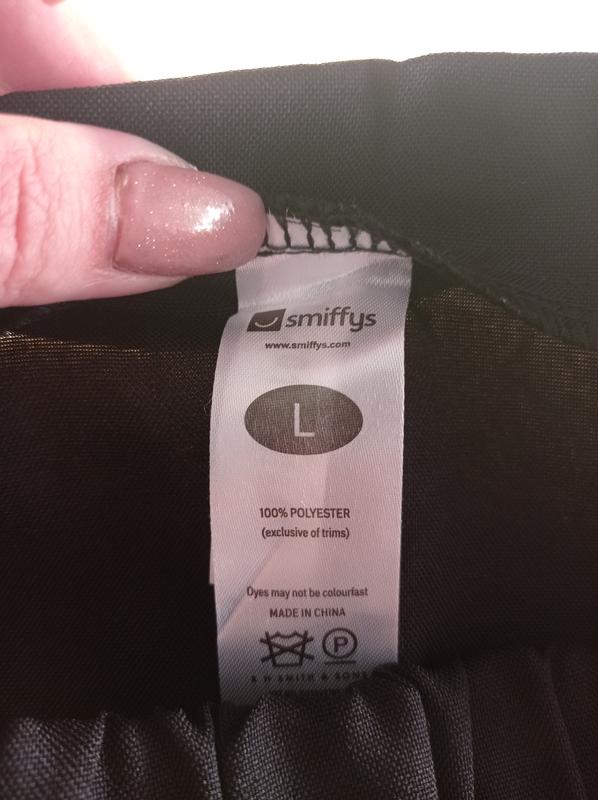 smiffys
www.smiffys.com
L
100% POLYESTER
(exclusive of trims)
Dyes may not be colourfast
MADE IN CHINA
P
R H SMITH & SONS